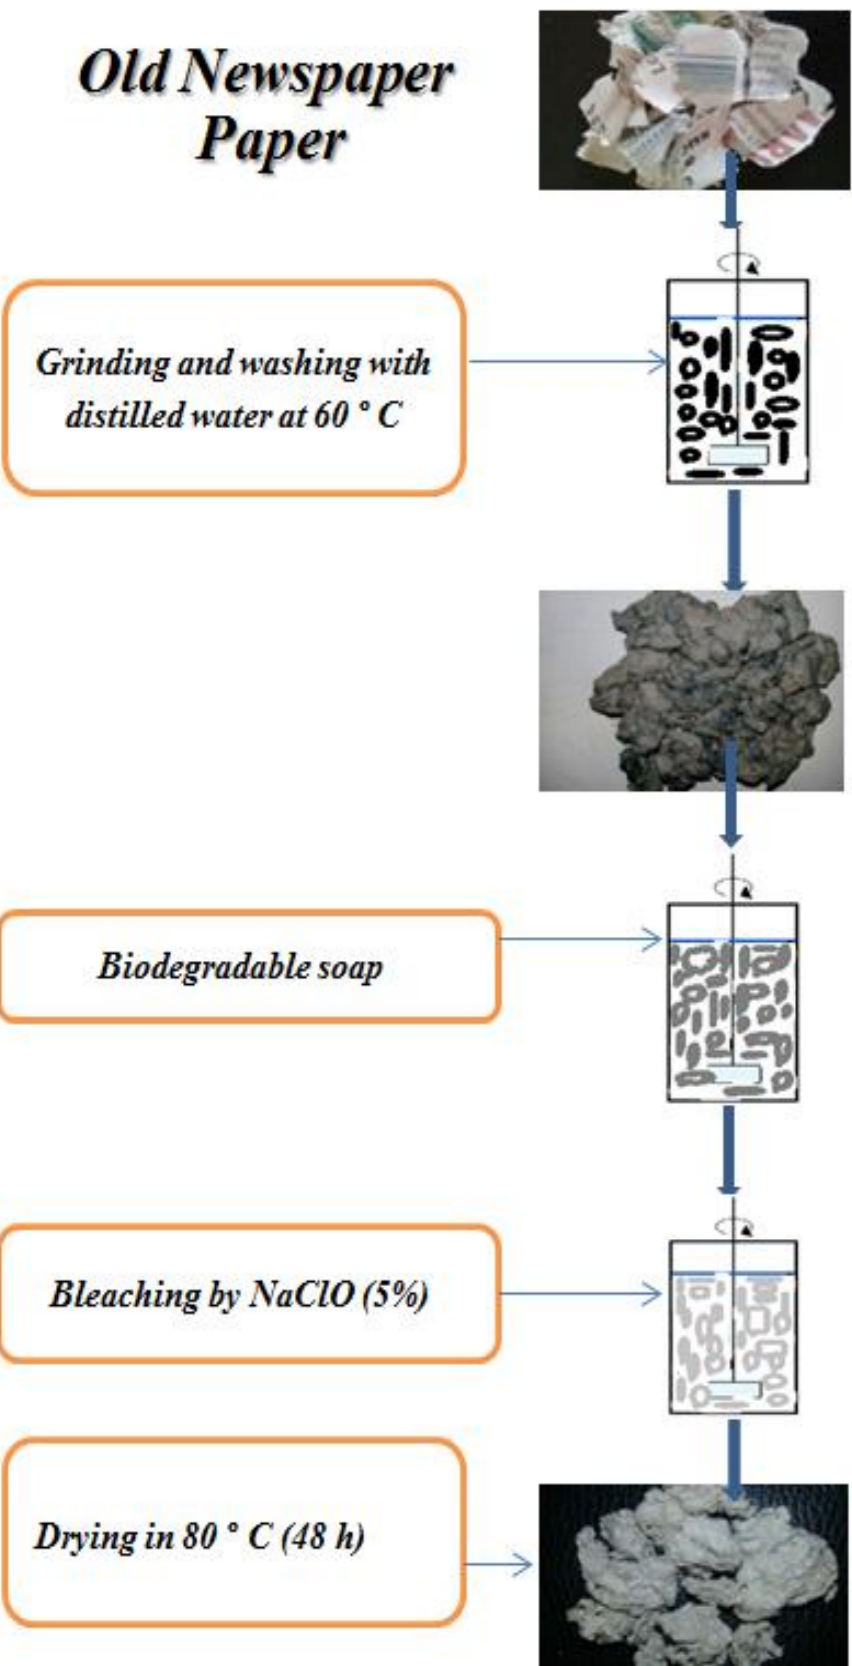 Old Newspaper
Paper
Grinding and washing with
distilled water at 60 ° C
Biodegradable soap
Bleaching by NaClO (5%)
Drying in 80 ° C (48 h)